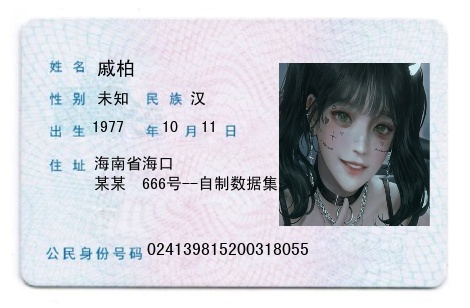 姓名 戚柏
性别 未知 民族 汉
出生 1977 年 10 月 11 日
住址 海南省海口
某某 666号--自制数据集
公民身份号码 024139815200318055